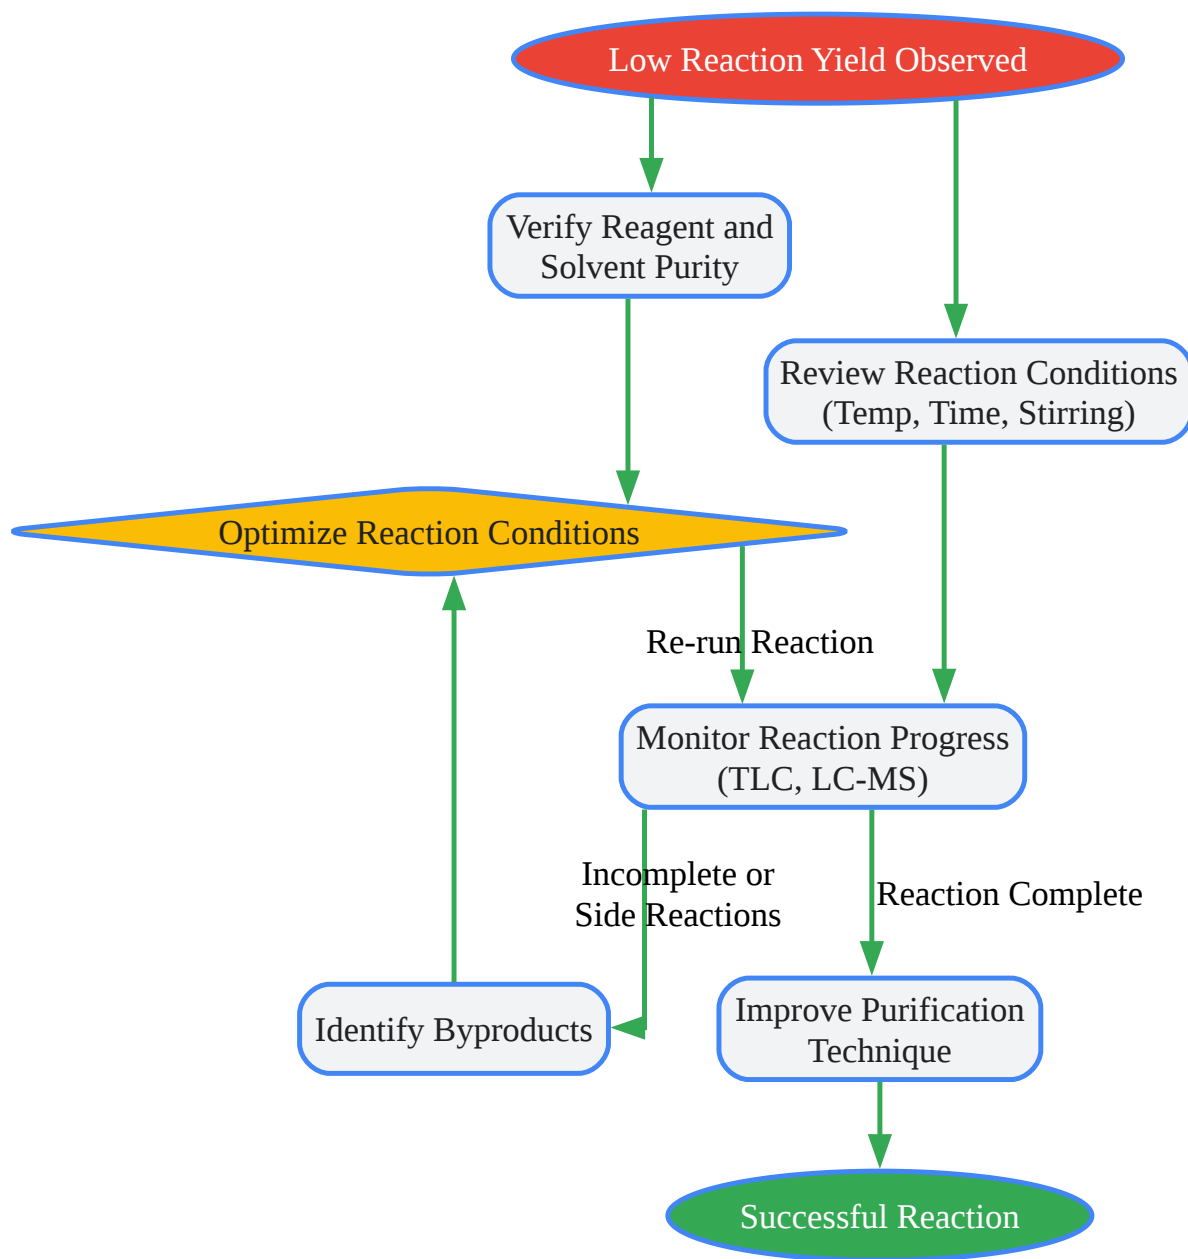 Low Reaction Yield Observed
Verify Reagent and
Solvent Purity
Review Reaction Conditions
(Temp, Time, Stirring)
Optimize Reaction Conditions
Re-run Reaction
Monitor Reaction Progress
(TLC, LC-MS)
Incomplete or
Side Reactions
Reaction Complete
Identify Byproducts
Improve Purification
Technique
Successful Reaction